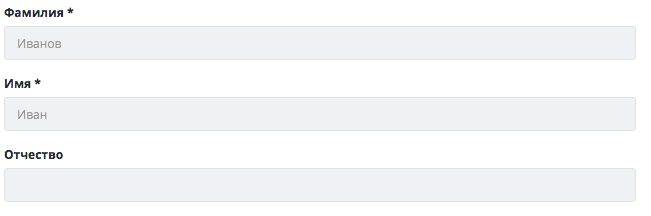 Фамилия *
Иванов
Имя *
Иван
Отчество